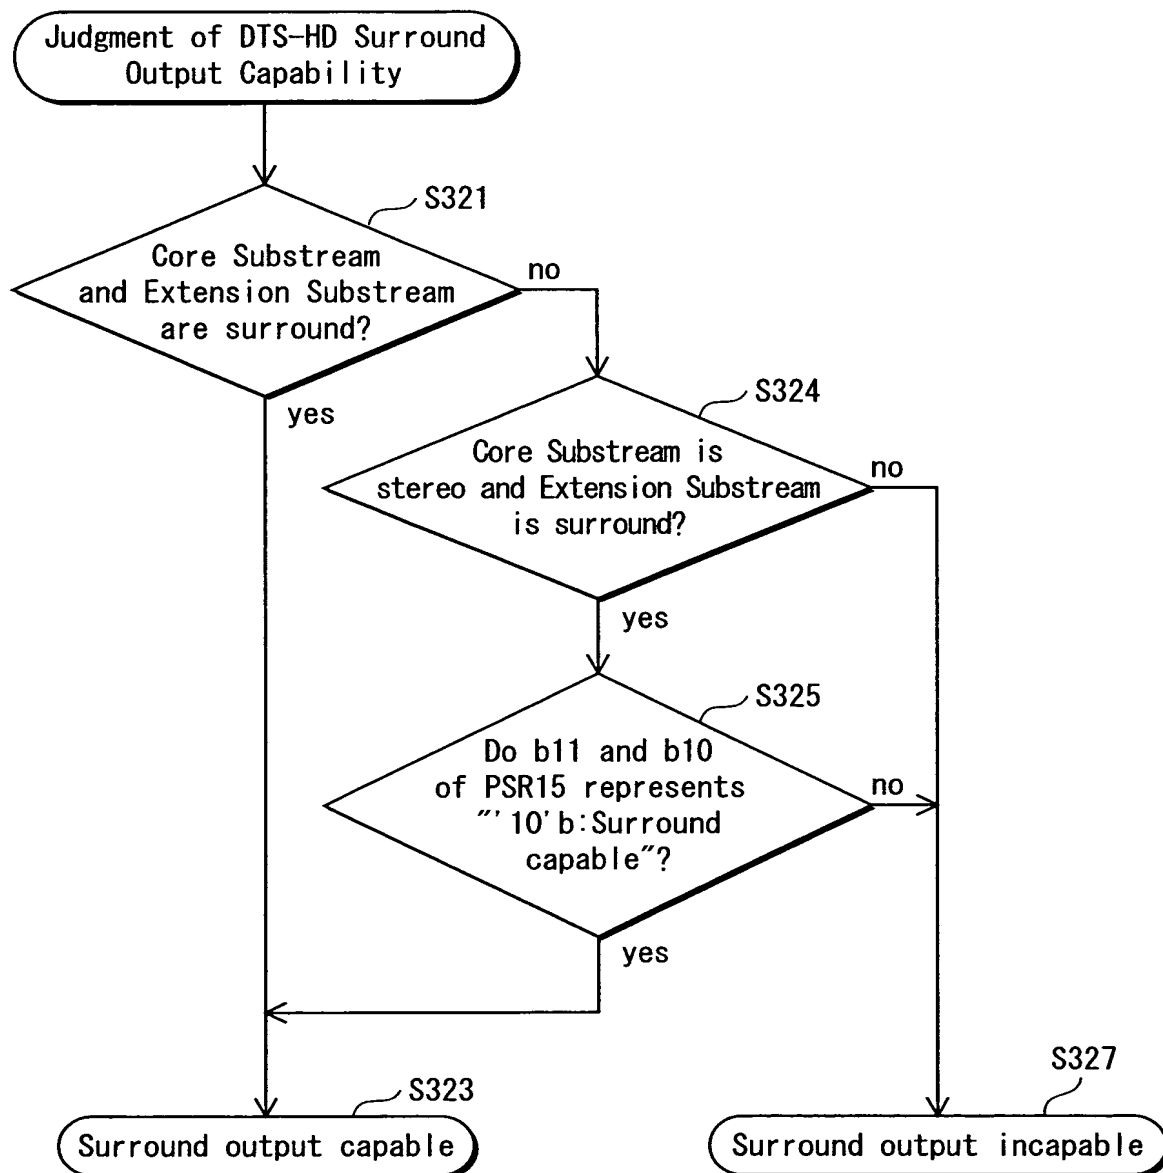 Judgment of DTS-HD Surround
Output Capability
S321
Core Substream
and Extension Substream
are surround?
no
yes
S324
Core Substream is
stereo and Extension Substream
is surround?
no
yes
S325
Do b11 and b10
of PSR15 represents
"'10'b:Surround
capable"?
no
yes
S323
Surround output capable
S327
Surround output incapable